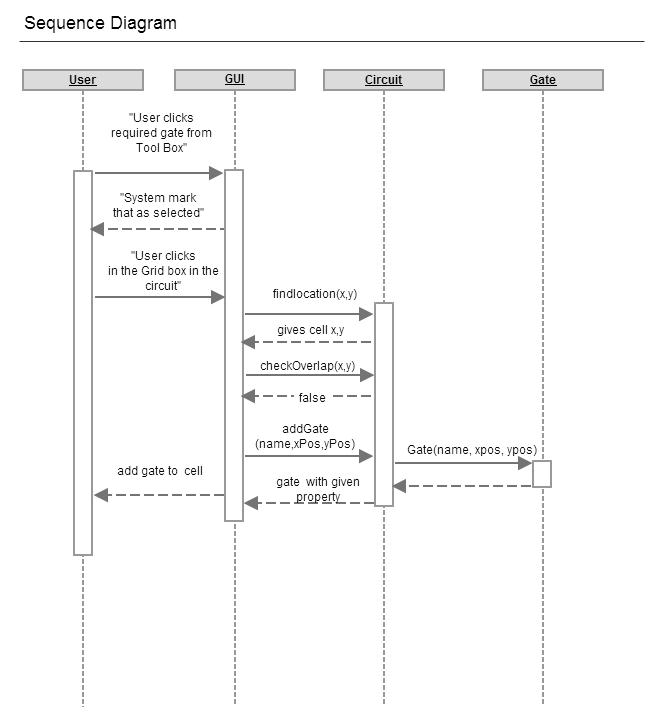 Sequence Diagram
User
GUI
Circuit
Gate
"User clicks
required gate from
Tool Box"
"System mark
that as selected"
"User clicks
in the Grid box in the
circuit"
findlocation(x,y)
gives cell x,y
checkOverlap(x,y)
false
addGate
(name,xPos,yPos)
Gate(name, xpos, ypos)
add gate to cell
gate with given
property